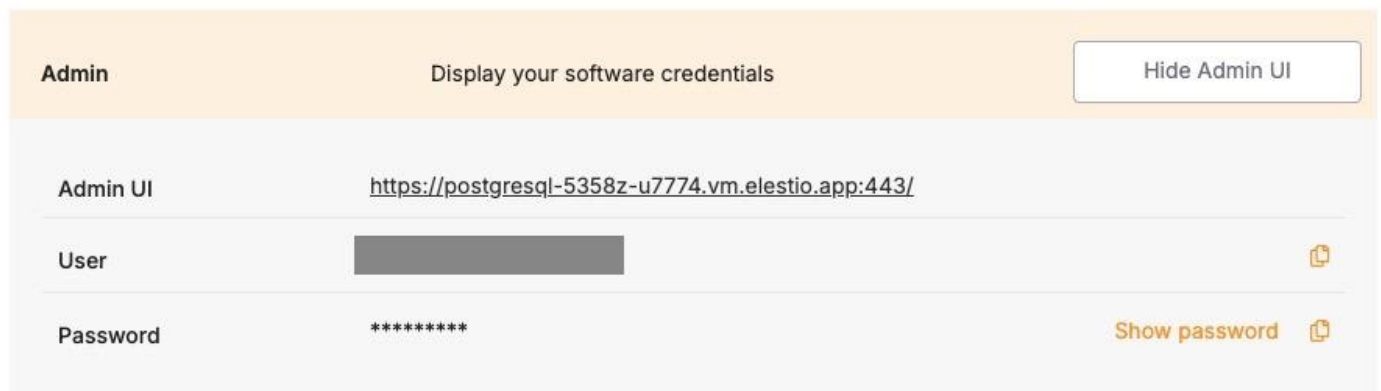 Admin Display your software credentials Hide Admin UI
Admin UI https://postgresql-5358z-u7774.vm.elestio.app:443/
User
Password ********* Show password